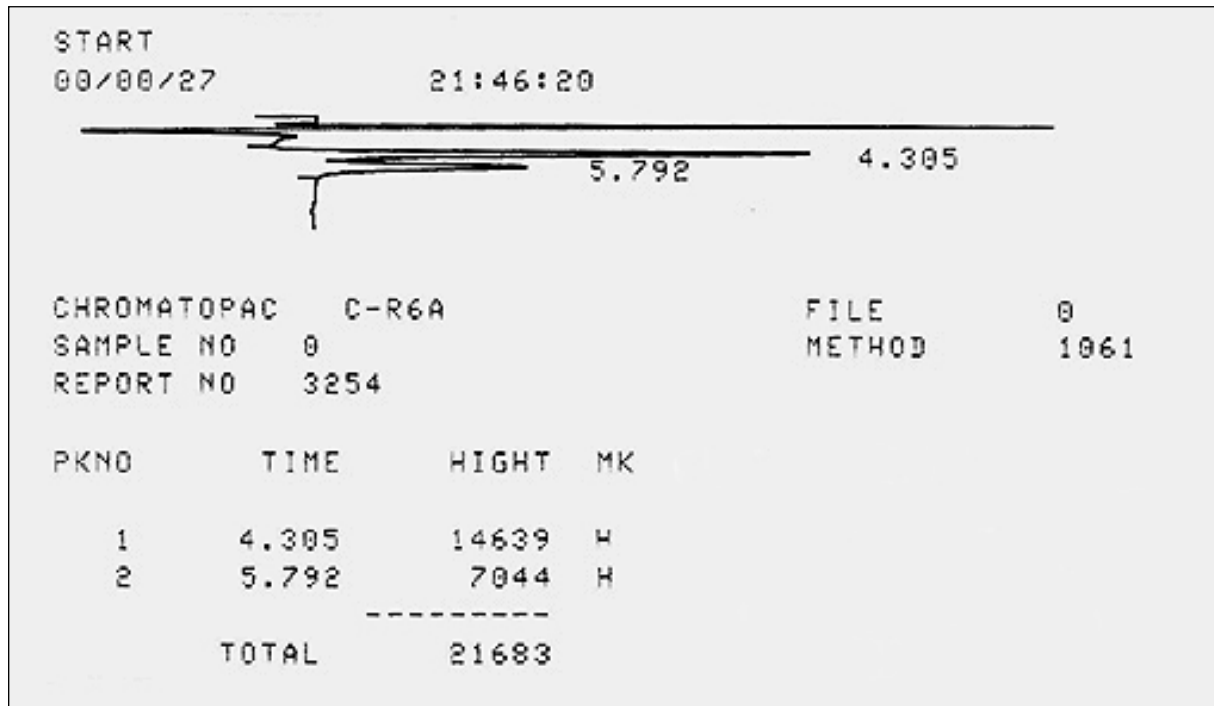 START
00/00/27 21:46:20
4.305
5.792
CHROMATOPAC C-R6A FILE 0
SAMPLE NO 0 METHOD 1061
REPORT NO 3254
PKNO TIME HIGHT MK
1 4.305 14639 H
2 5.792 7044 H
---------
TOTAL 21683